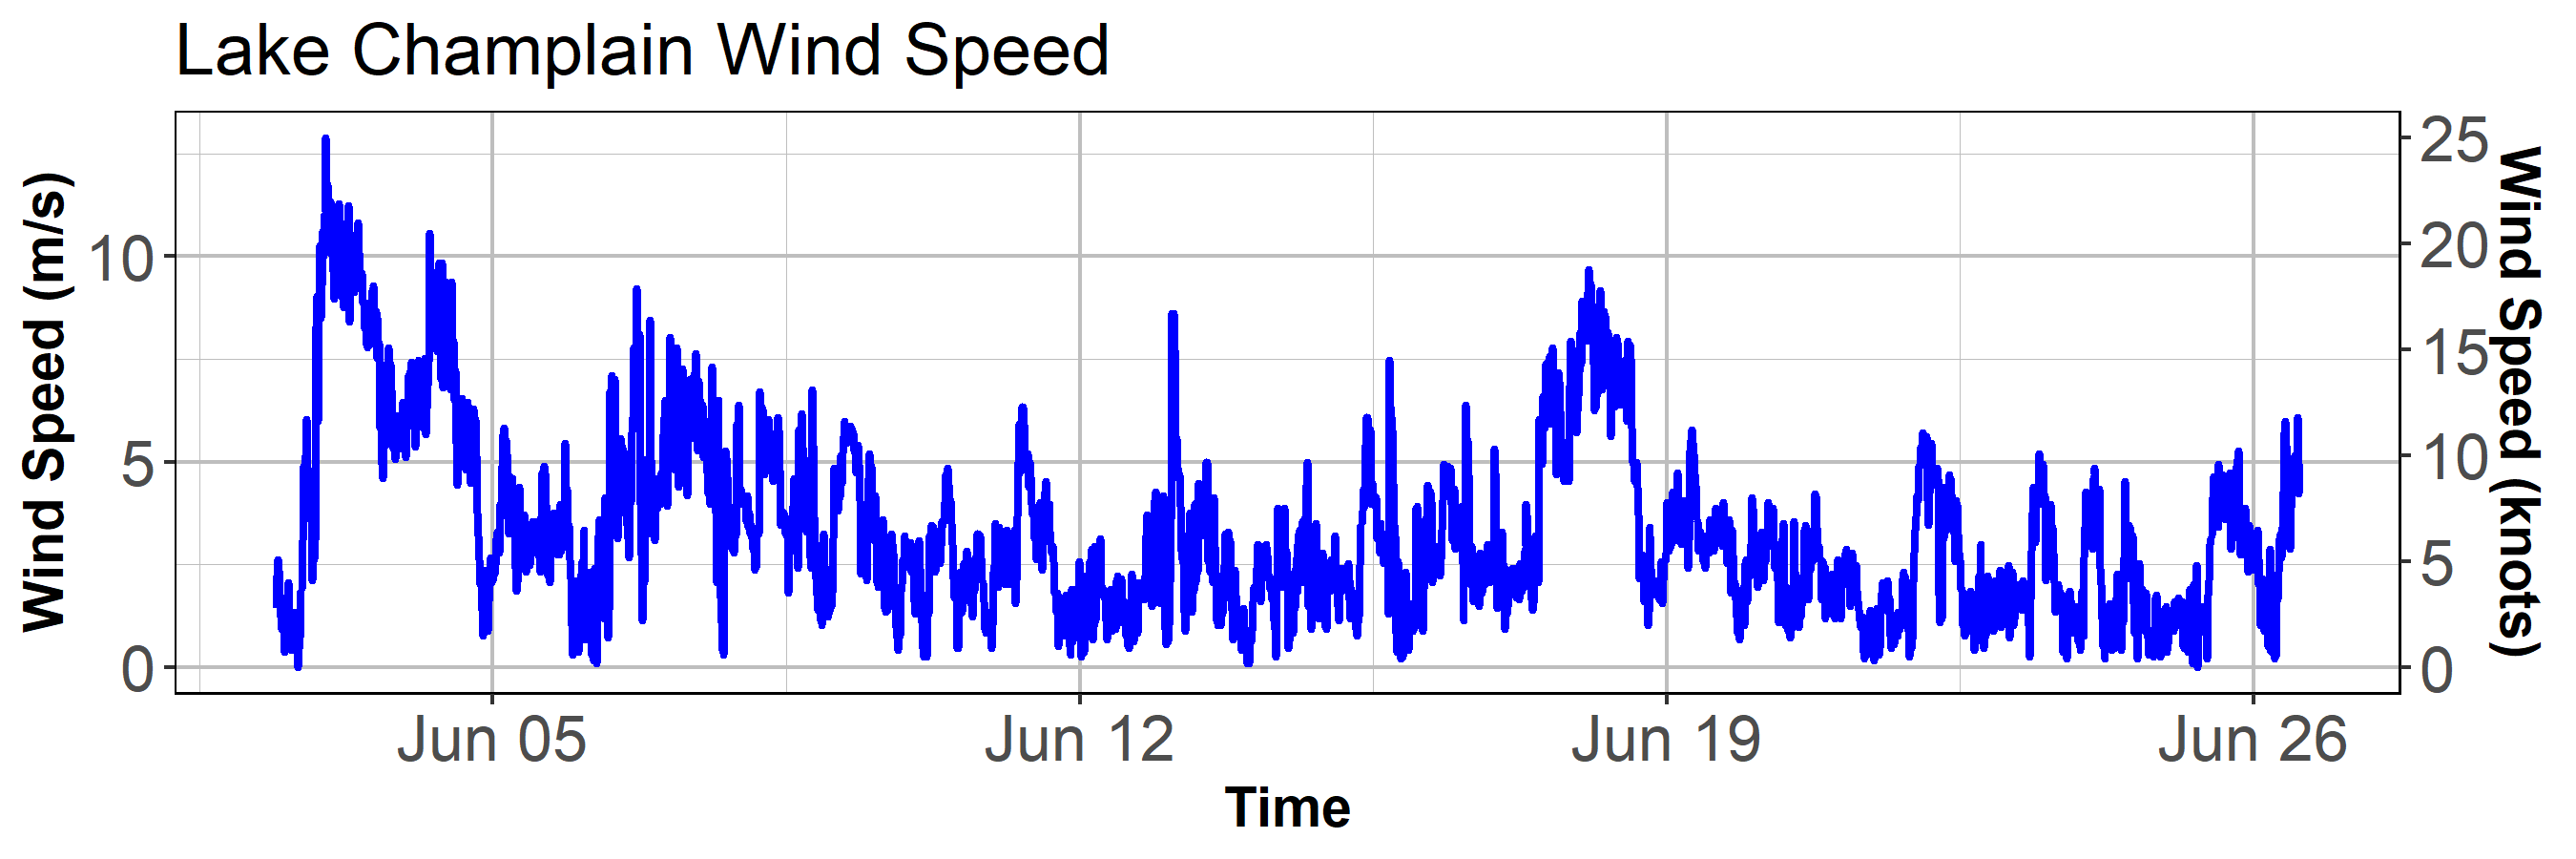 Lake Champlain Wind Speed
Wind Speed (m/s)
10
5
0
25
20
15
10
5
0
Wind Speed (knots)
Jun 05
Jun 12
Jun 19
Jun 26
Time